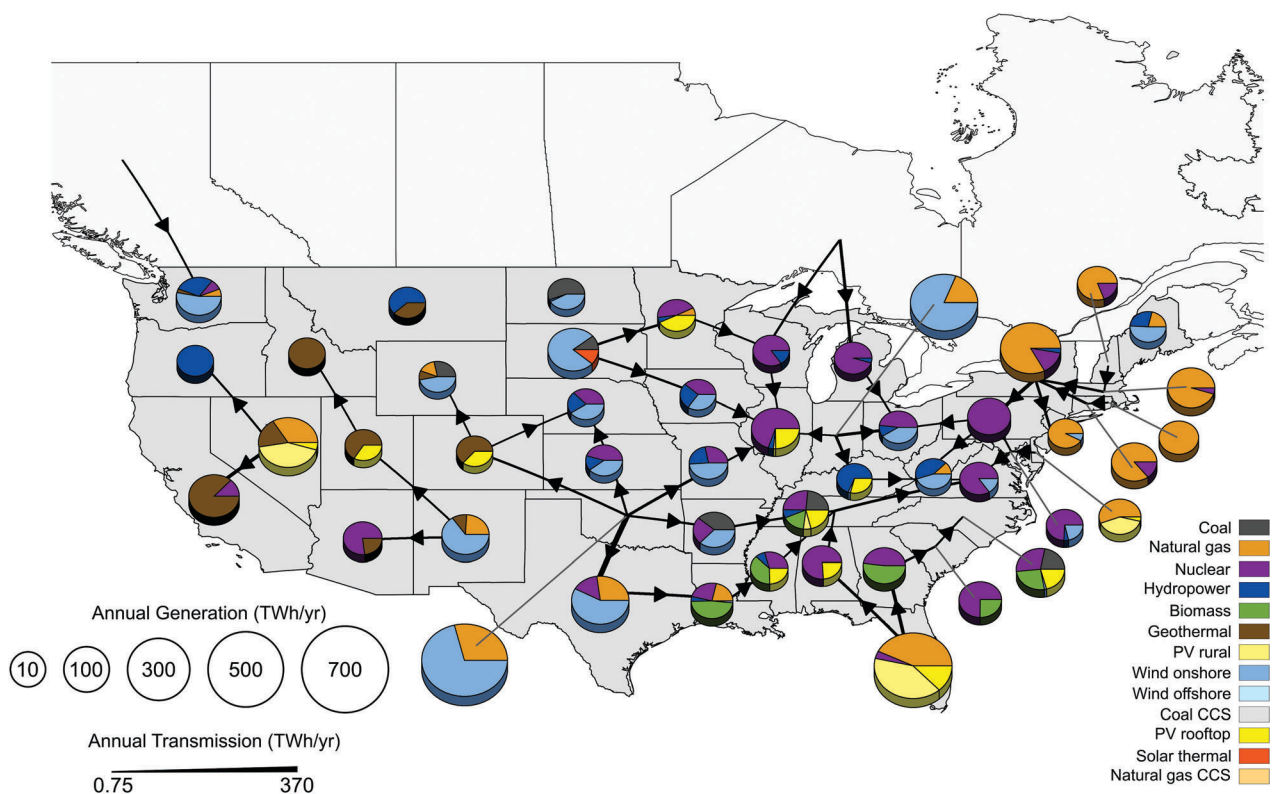 Annual Generation (TWh/yr)
10
100
300
500
700
Annual Transmission (TWh/yr)
0.75
370
Coal
Natural gas
Nuclear
Hydropower
Biomass
Geothermal
PV rural
Wind onshore
Wind offshore
Coal CCS
PV rooftop
Solar thermal
Natural gas CCS